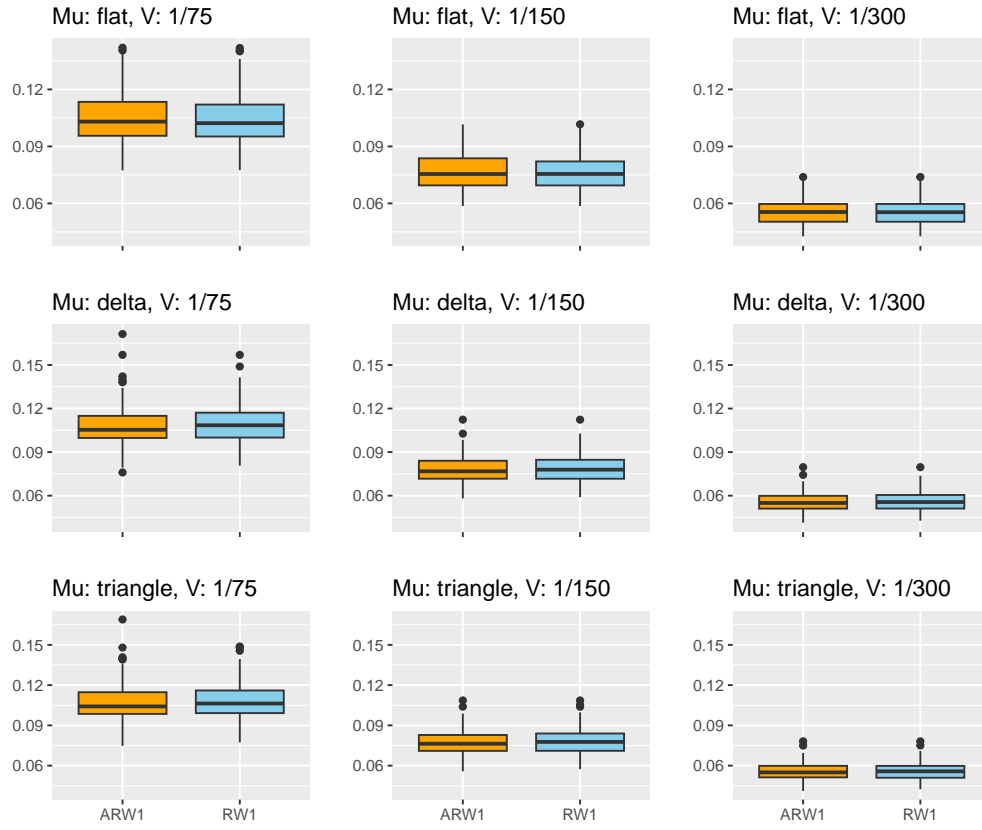 Mu: flat, V: 1/75
Mu: flat, V: 1/150
Mu: flat, V: 1/300
0.12
0.09
0.06
0.12
0.09
0.06
0.12
0.09
0.06
Mu: delta, V: 1/75
Mu: delta, V: 1/150
Mu: delta, V: 1/300
0.15
0.12
0.09
0.06
0.15
0.12
0.09
0.06
0.15
0.12
0.09
0.06
Mu: triangle, V: 1/75
Mu: triangle, V: 1/150
Mu: triangle, V: 1/300
0.15
0.12
0.09
0.06
0.15
0.12
0.09
0.06
0.15
0.12
0.09
0.06
ARW1 RW1
ARW1 RW1
ARW1 RW1